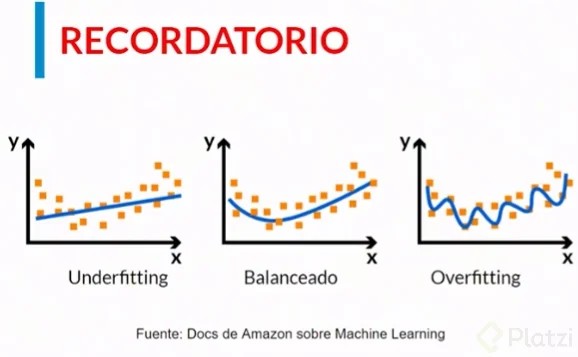 RECORDATORIO
y
y
y
x
x
x
Underfitting
Balanceado
Overfitting
Fuente: Docs de Amazon sobre Machine Learning
Platzi